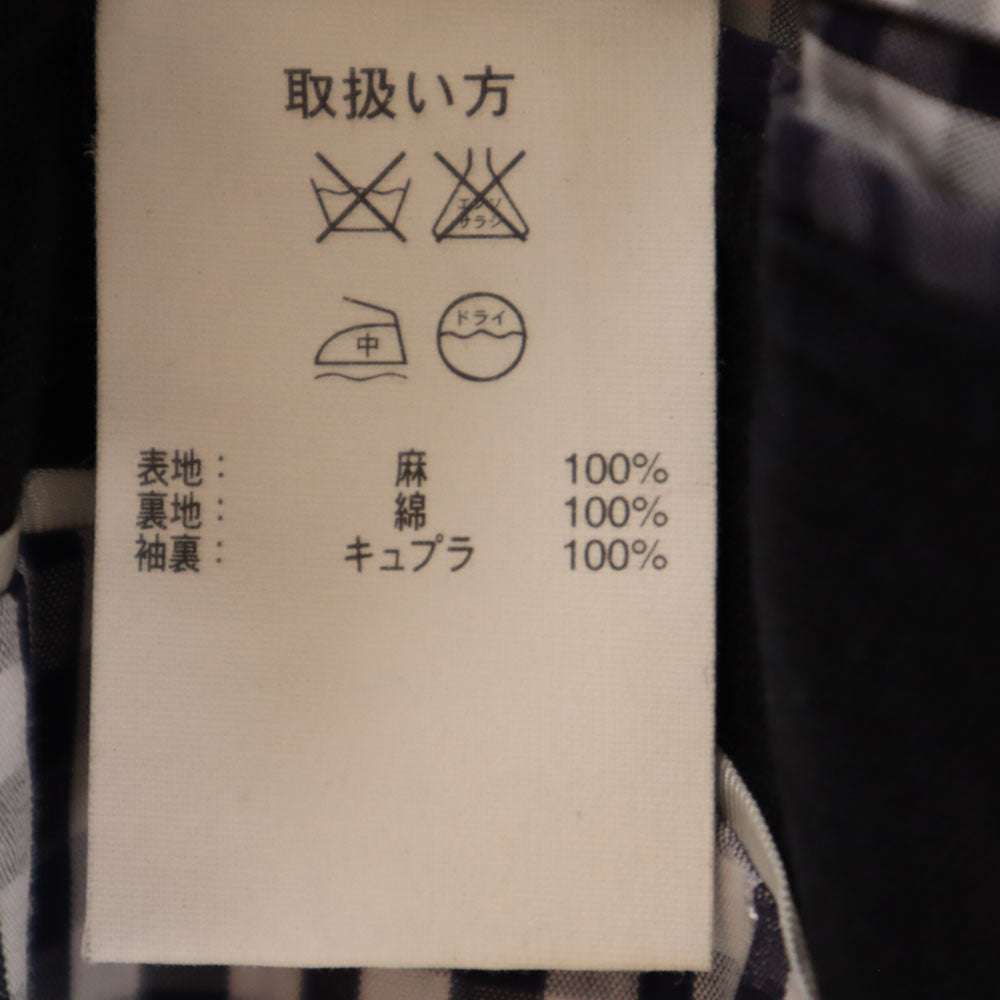 取扱い方
エンソ
サラシ
中
ドライ
表地： 麻 100%
裏地： 綿 100%
袖裏： キュプラ 100%